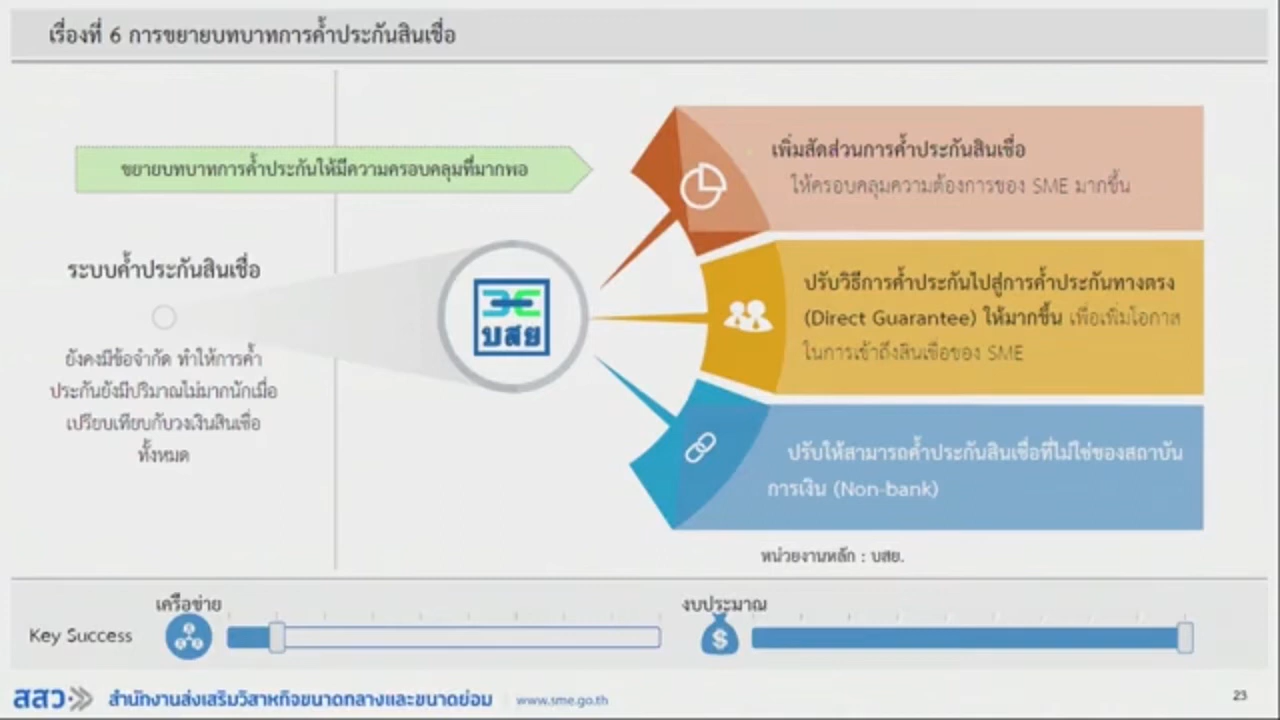 เรื่องที่ 6 การขยายบทบาทการค้ำประกันสินเชื่อ
ขยายบทบาทการค้ำประกันให้มีความครอบคลุมที่มากพอ
ระบบค้ำประกันสินเชื่อ
ยังคงมีข้อจำกัด ทำให้การค้ำ
ประกันยังมีปริมาณไม่มากนักเมื่อ
เปรียบเทียบกับวงเงินสินเชื่อ
ทั้งหมด
บสย
เพิ่มสัดส่วนการค้ำประกันสินเชื่อ
ให้ครอบคลุมความต้องการของ SME มากขึ้น
ปรับวิธีการค้ำประกันไปสู่การค้ำประกันทางตรง
(Direct Guarantee) ให้มากขึ้น เพื่อเพิ่มโอกาส
ในการเข้าถึงสินเชื่อของ SME
ปรับให้สามารถค้ำประกันสินเชื่อที่ไม่ใช่ของสถาบัน
การเงิน (Non-bank)
หน่วยงานหลัก : บสย.
Key Success
เครือข่าย
งบประมาณ
$
สสว สำนักงานส่งเสริมวิสาหกิจขนาดกลางและขนาดย่อม www.sme.go.th
23